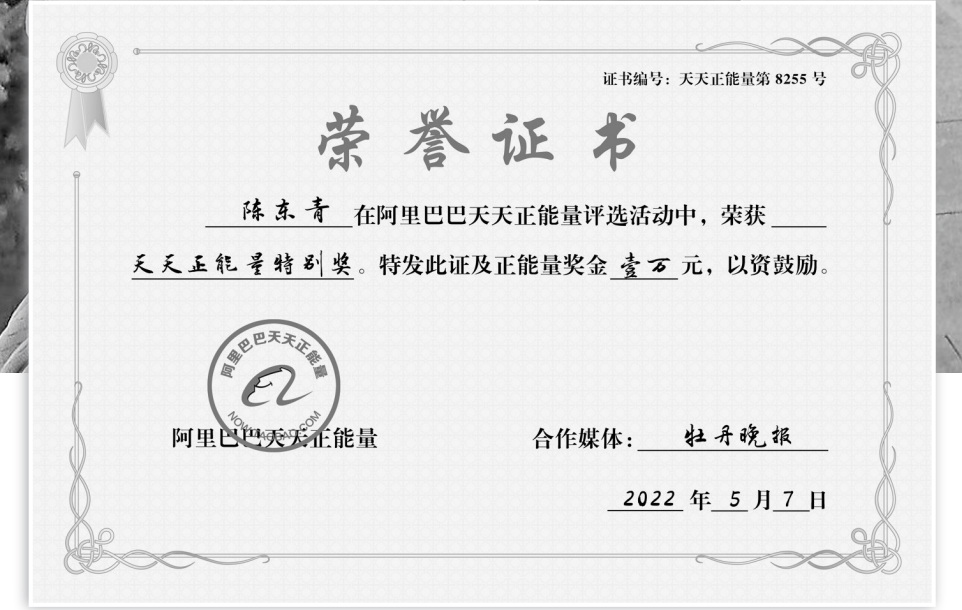 证书编号：天天正能量第 8255 号
荣誉证书
陈东青 在阿里巴巴天天正能量评选活动中，荣获
天天正能量特别奖。特发此证及正能量奖金 壹万 元，以资鼓励。
阿里巴巴天天正能量
阿里巴巴天天正能量
合作媒体： 牡丹晚报
2022 年 5 月 7 日